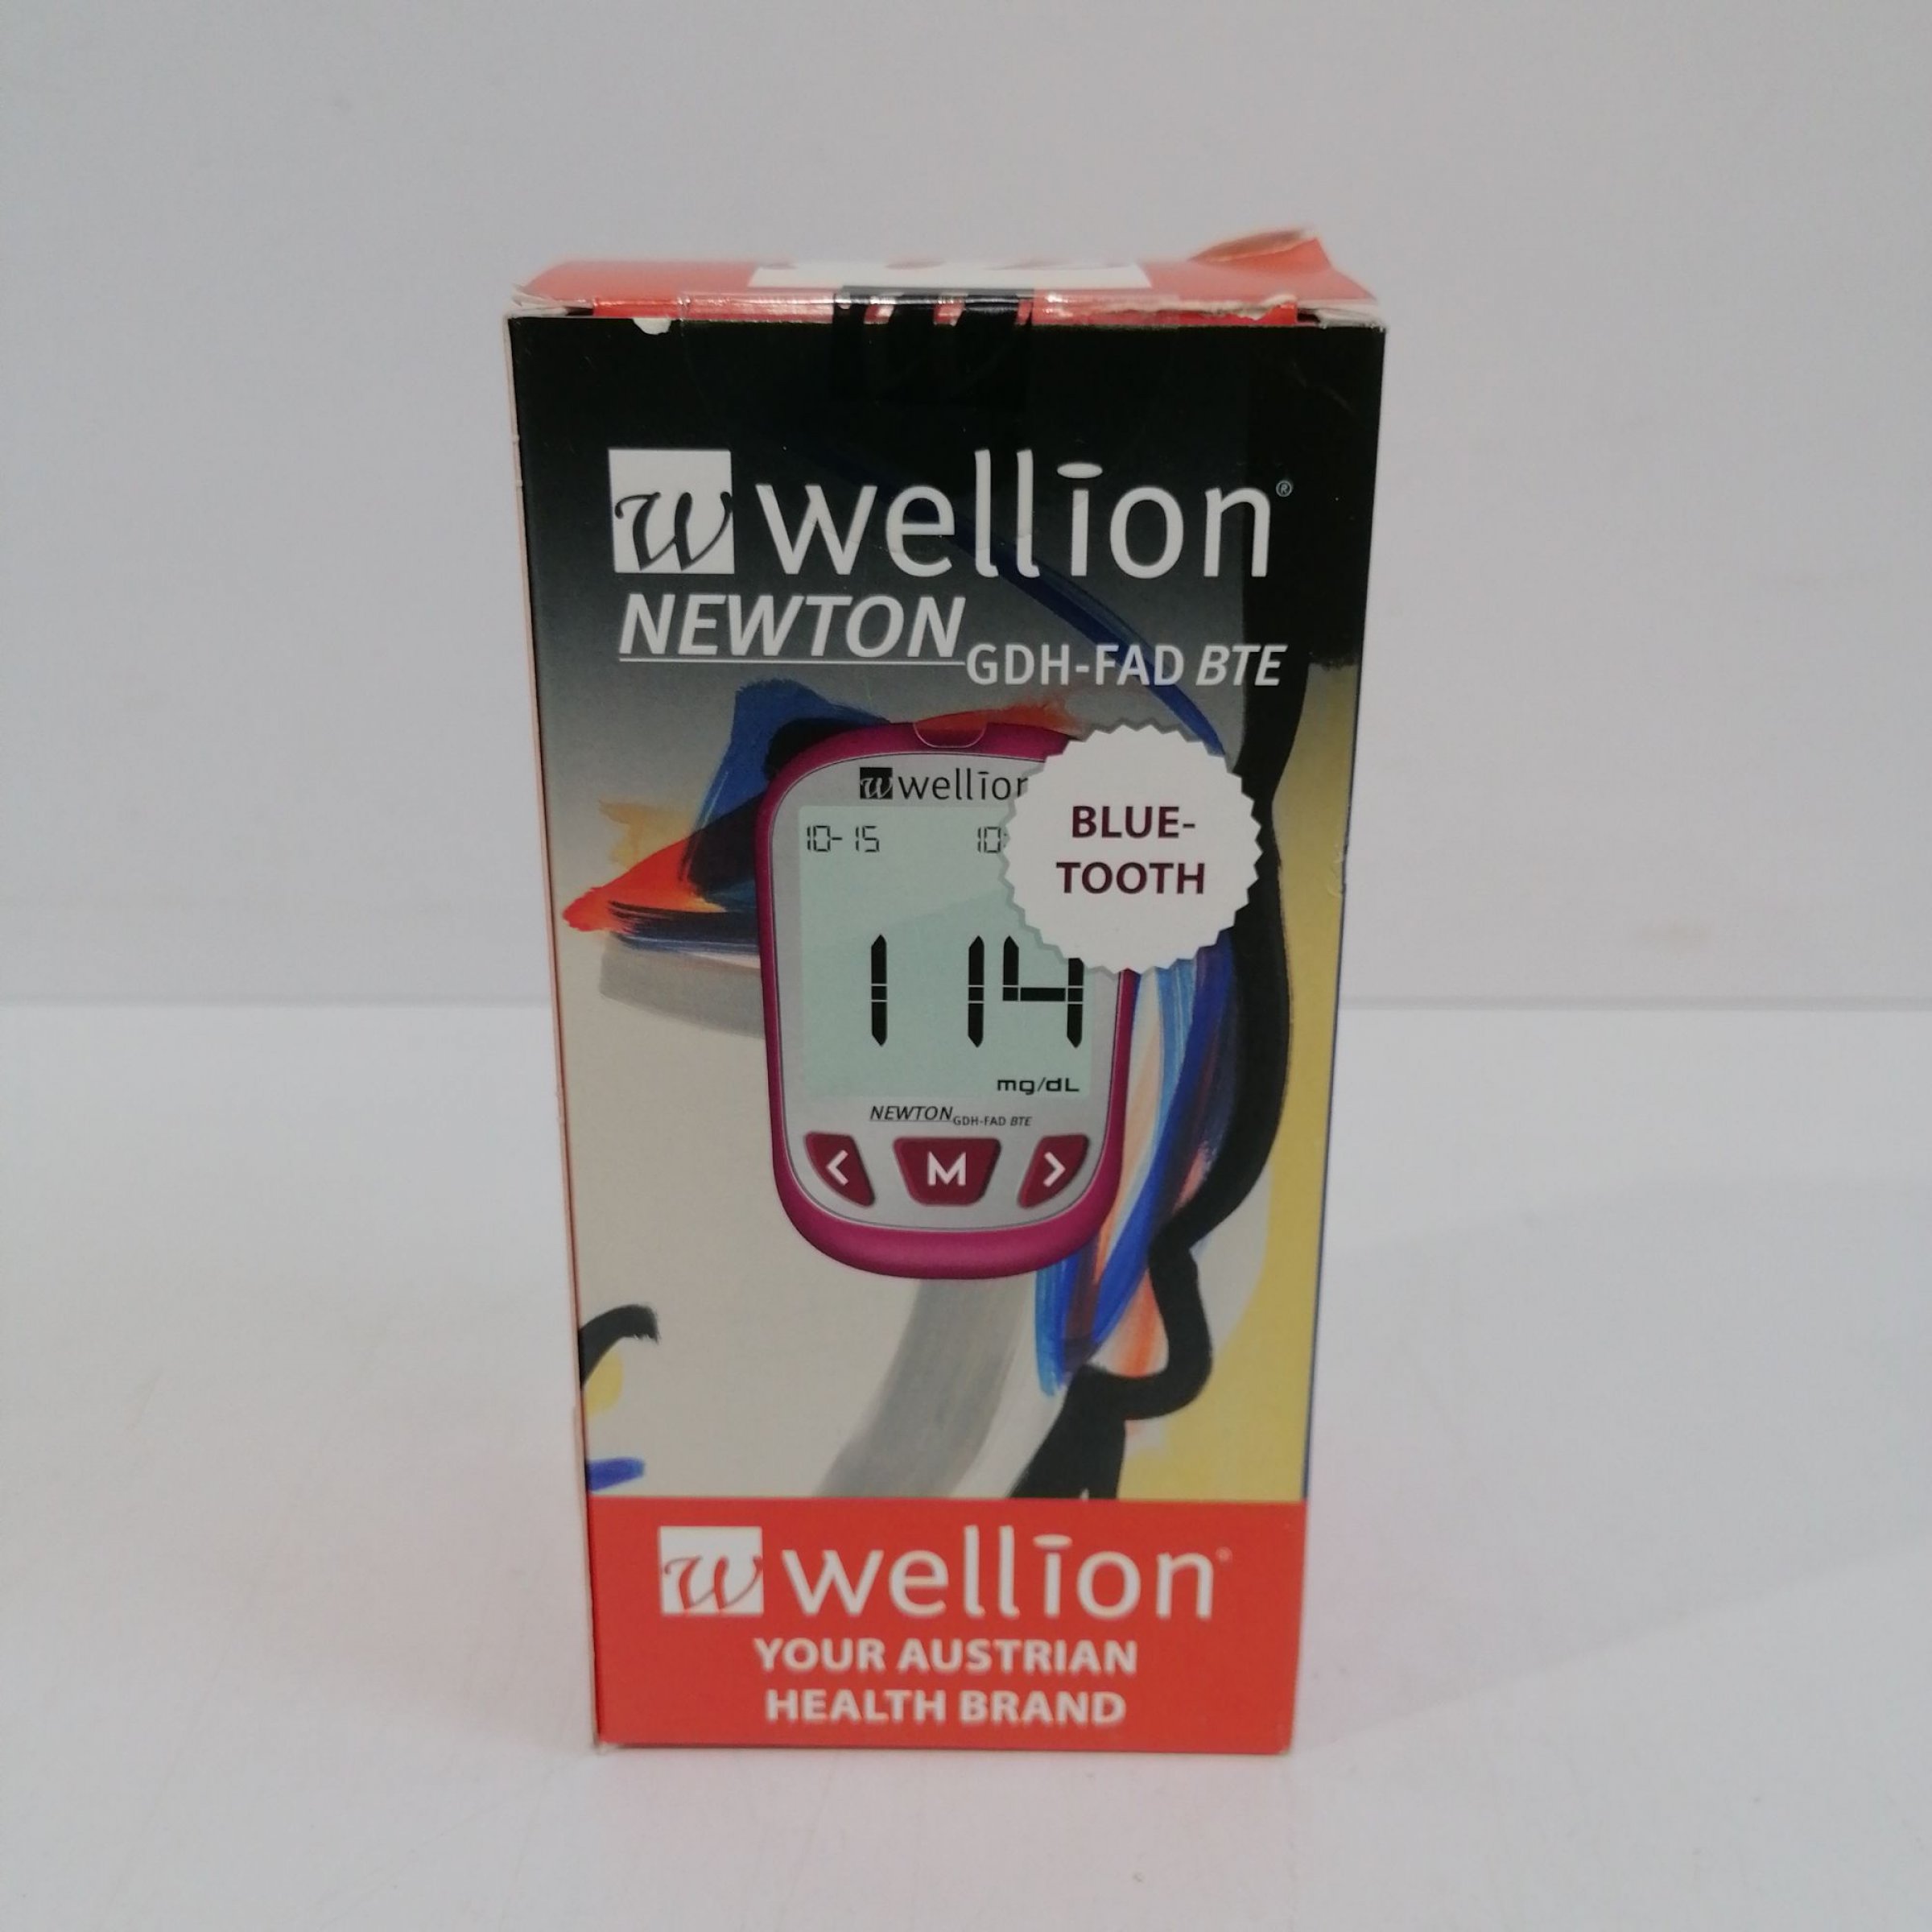 w wellion®
NEWTON GDH-FAD BTE
w wellion
BLUE-
TOOTH
10-15 10
114
mg/dL
NEWTON GDH-FAD BTE
< M >
w wellion®
YOUR AUSTRIAN
HEALTH BRAND